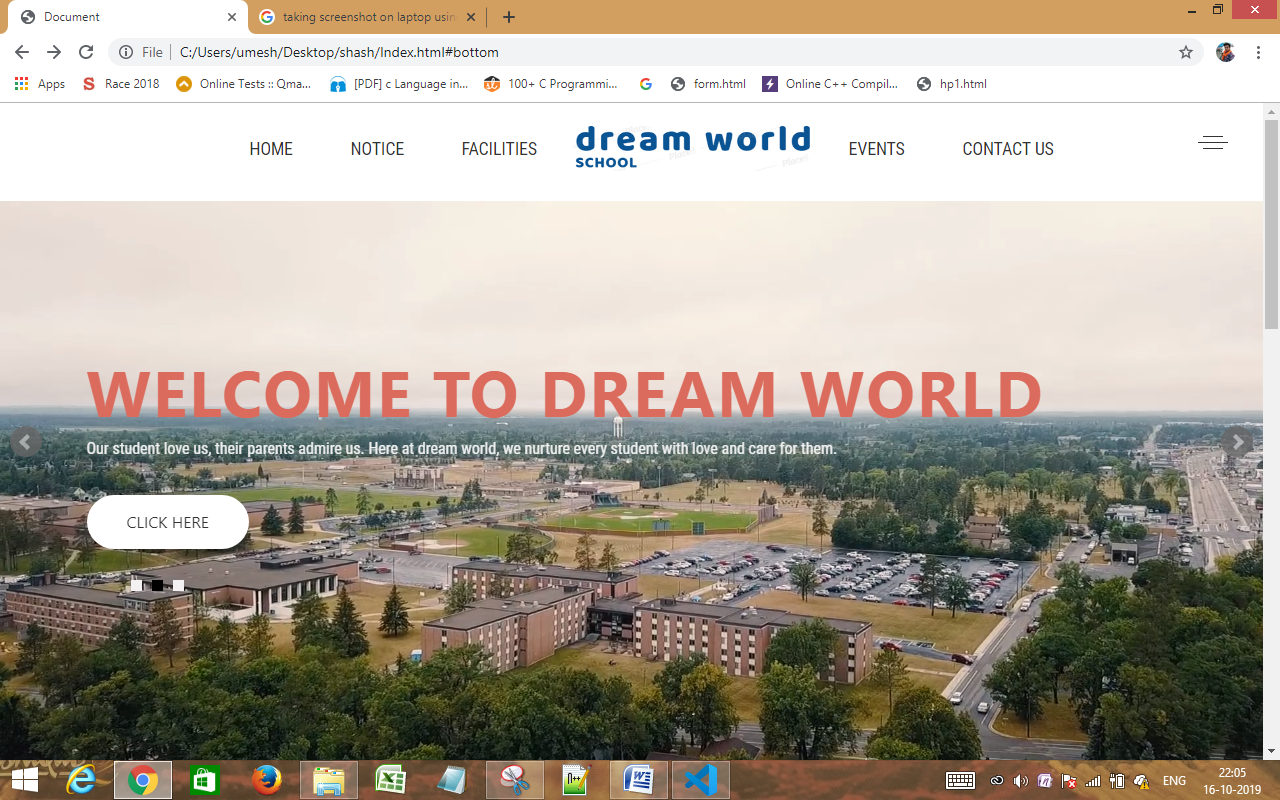 Document
taking screenshot on laptop usin
File
C:/Users/umesh/Desktop/shash/Index.html#bottom
Apps
Race 2018
Online Tests :: Qma...
[PDF] c Language in...
100+ C Programmi...
form.html
Online C++ Compil...
hp1.html
HOME NOTICE FACILITIES
dream world
SCHOOL
EVENTS CONTACT US
WELCOME TO DREAM WORLD
Our student love us, their parents admire us. Here at dream world, we nurture every student with love and care for them.
CLICK HERE
ENG
22:05
16-10-2019